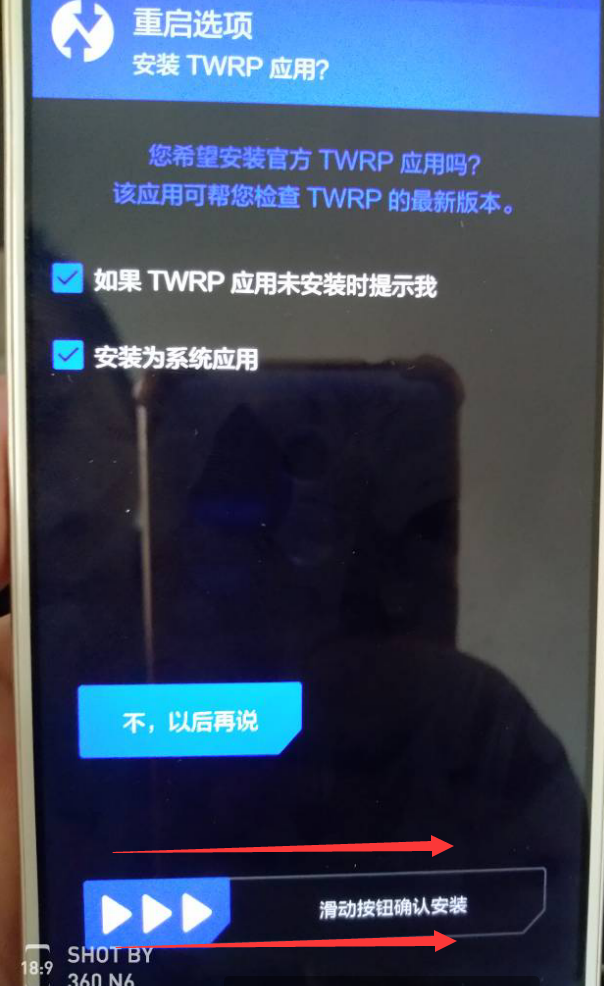 重启选项
安装 TWRP 应用?
您希望安装官方 TWRP 应用吗?
该应用可帮您检查 TWRP 的最新版本。
如果 TWRP 应用未安装时提示我
安装为系统应用
不，以后再说
滑动按钮确认安装
SHOT BY
18:9
360 N6